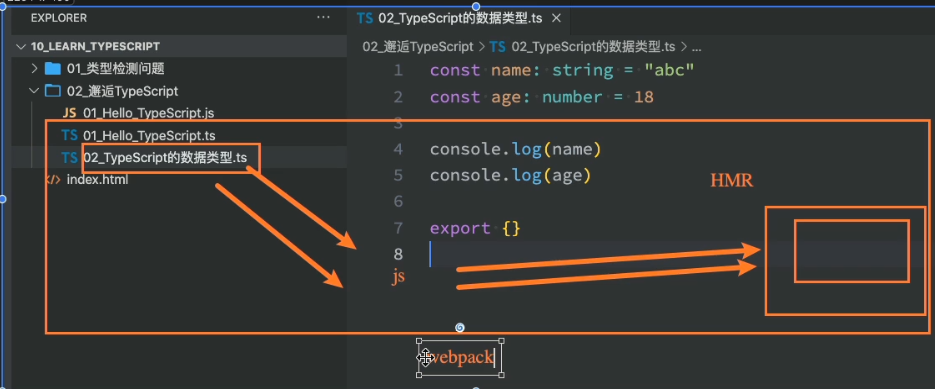 EXPLORER
···
TS 02_TypeScript的数据类型.ts ×
10_LEARN_TYPESCRIPT
01_类型检测问题
02_邂逅TypeScript
JS 01_Hello_TypeScript.js
TS 01_Hello_TypeScript.ts
TS 02_TypeScript的数据类型.ts
<> index.html
02_邂逅TypeScript > TS 02_TypeScript的数据类型.ts > ...
1 const name: string = "abc"
2 const age: number = 18
3
4 console.log(name)
5 console.log(age)
6
7 export {}
8
HMR
js
webpack